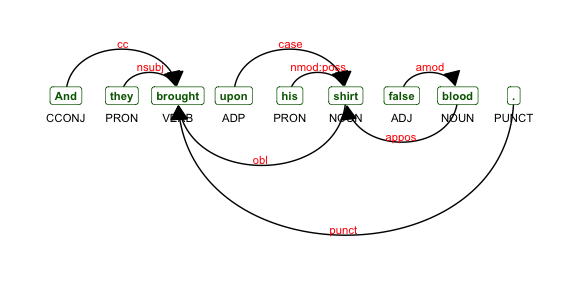 cc
case
nsubj
nmod:poss
amod
And they brought upon his shirt false blood .
CCONJ PRON VERB ADP PRON NOUN ADJ NOUN PUNCT
appos
obl
punct